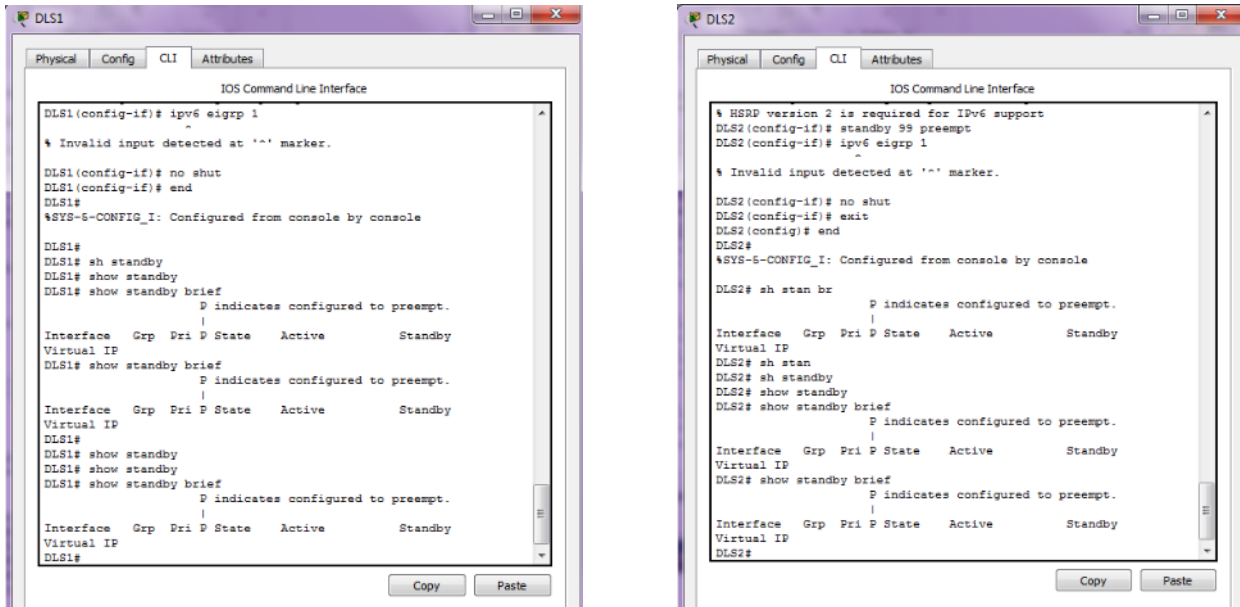 DLS1
Physical Config CLI Attributes
IOS Command Line Interface
DLS1(config-if)# ipv6 eigrp 1
^
% Invalid input detected at '^' marker.
DLS1(config-if)# no shut
DLS1(config-if)# end
DLS1#
%SYS-5-CONFIG_I: Configured from console by console
DLS1#
DLS1# sh standby
DLS1# show standby
DLS1# show standby brief
P indicates configured to preempt.
|
Interface Grp Pri P State Active Standby
Virtual IP
DLS1# show standby brief
P indicates configured to preempt.
|
Interface Grp Pri P State Active Standby
Virtual IP
DLS1#
DLS1# show standby
DLS1# show standby
DLS1# show standby brief
P indicates configured to preempt.
|
Interface Grp Pri P State Active Standby
Virtual IP
DLS1#
Copy Paste
DLS2
Physical Config CLI Attributes
IOS Command Line Interface
% HSRP version 2 is required for IPv6 support
DLS2(config-if)# standby 99 preempt
DLS2(config-if)# ipv6 eigrp 1
^
% Invalid input detected at '^' marker.
DLS2(config-if)# no shut
DLS2(config-if)# exit
DLS2(config)# end
DLS2#
%SYS-5-CONFIG_I: Configured from console by console
DLS2# sh stan br
P indicates configured to preempt.
|
Interface Grp Pri P State Active Standby
Virtual IP
DLS2# sh stan
DLS2# sh standby
DLS2# show standby
DLS2# show standby brief
P indicates configured to preempt.
|
Interface Grp Pri P State Active Standby
Virtual IP
DLS2# show standby brief
P indicates configured to preempt.
|
Interface Grp Pri P State Active Standby
Virtual IP
DLS2#
Copy Paste